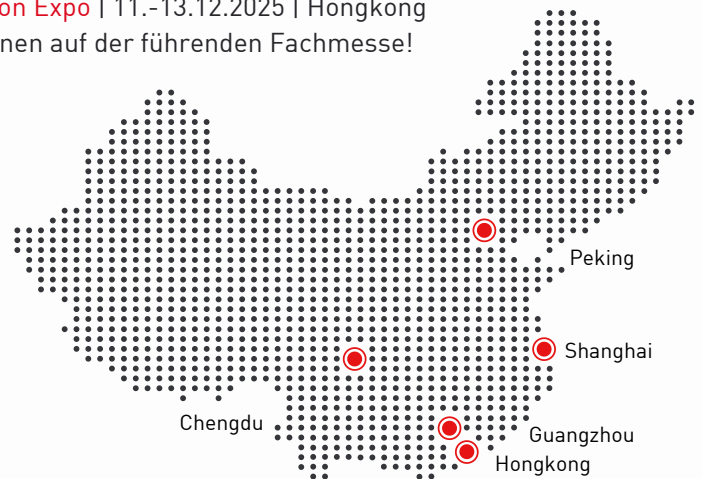 on Expo | 11.-13.12.2025 | Hongkong
nen auf der führenden Fachmesse!
Peking
Shanghai
Chengdu
Guangzhou
Hongkong